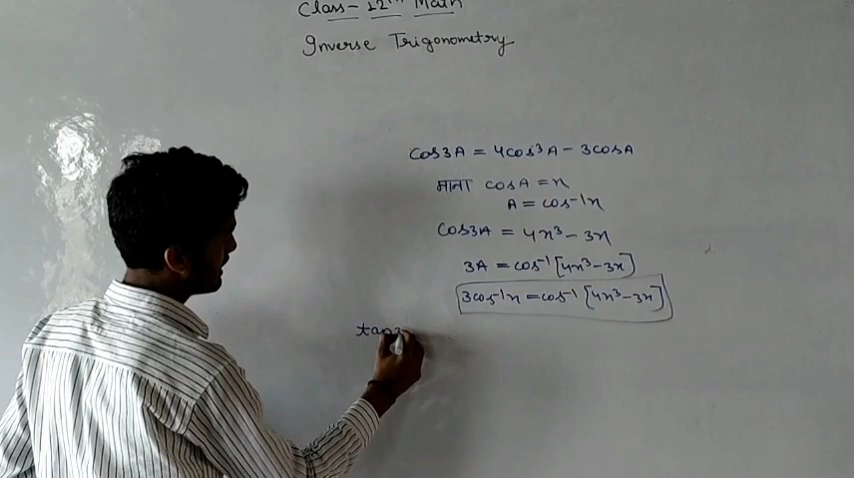 Class- 12th Math
Inverse Trigonometry
cos3A = 4cos³A - 3cosA
माना cosA = x
A = cos⁻¹x
cos3A = 4x³ - 3x
3A = cos⁻¹[4x³-3x]
3cos⁻¹x = cos⁻¹[4x³-3x]
tan3